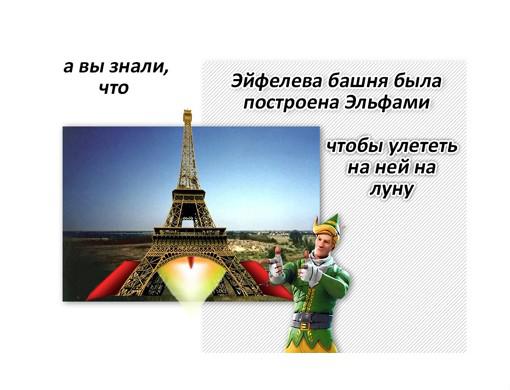 а вы знали,
что
Эйфелева башня была
построена Эльфами
чтобы улететь
на ней на
луну